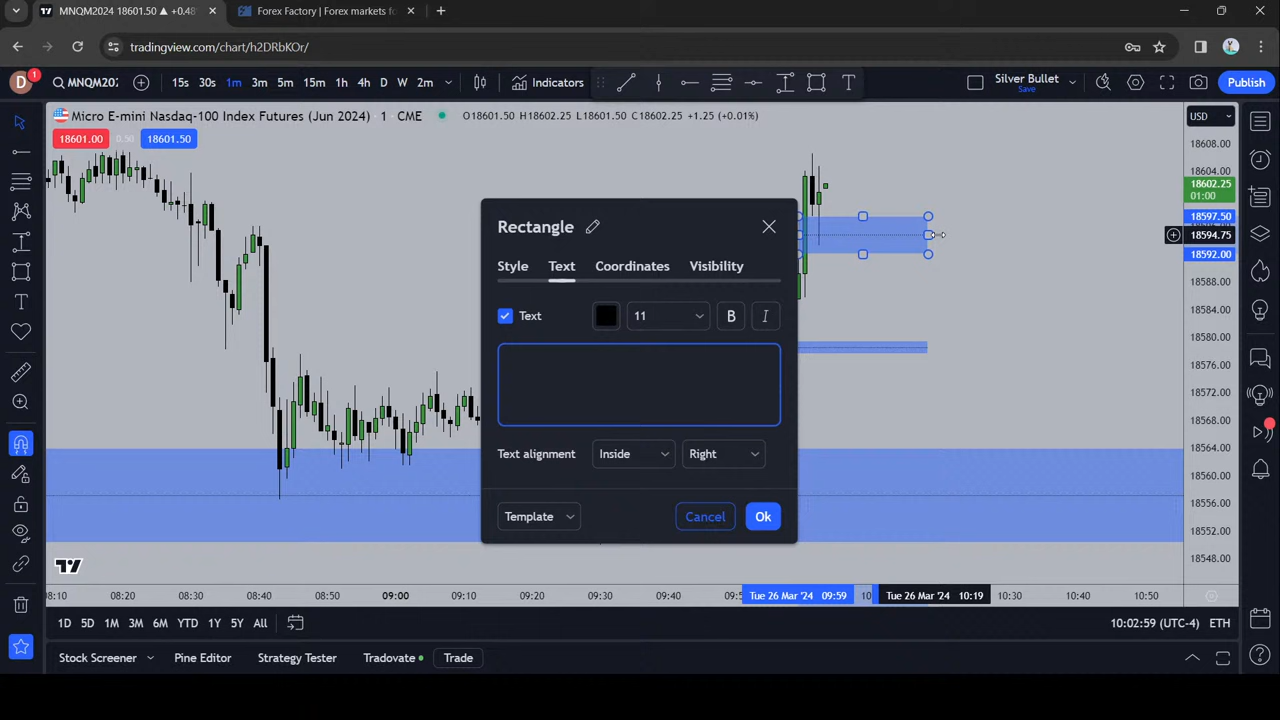 MNQM2024 18601.50 ▲ +0.48
Forex Factory | Forex markets fo
tradingview.com/chart/h2DRbKOr/
D 1 MNQM202 15s 30s 1m 3m 5m 15m 1h 4h D W 2m Indicators Silver Bullet Save Publish
Micro E-mini Nasdaq-100 Index Futures (Jun 2024) · 1 · CME O18601.50 H18602.25 L18601.50 C18602.25 +1.25 (+0.01%)
18601.00 0.50 18601.50
USD
18608.00
18604.00
18602.25
01:00
18597.50
18594.75
18592.00
18588.00
18584.00
18580.00
18576.00
18572.00
18568.00
18564.00
18560.00
18556.00
18552.00
18548.00
Rectangle
Style Text Coordinates Visibility
Text 11 B I
Text alignment Inside Right
Template Cancel Ok
08:10 08:20 08:30 08:40 08:50 09:00 09:10 09:20 09:30 09:40 09:50 Tue 26 Mar '24 09:59 10 Tue 26 Mar '24 10:19 10:30 10:40 10:50
1D 5D 1M 3M 6M YTD 1Y 5Y All 10:02:59 (UTC-4) ETH
Stock Screener Pine Editor Strategy Tester Tradovate Trade